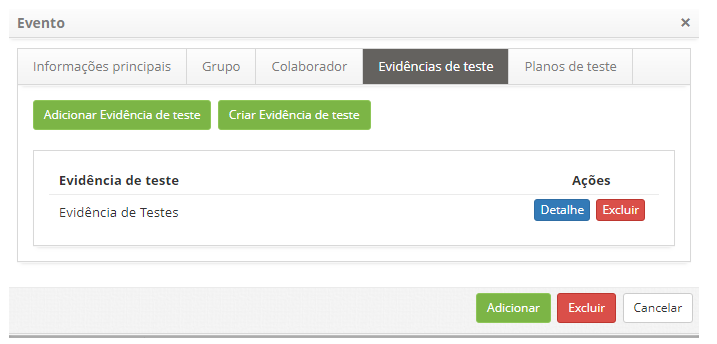 Evento ×
Informações principais Grupo Colaborador Evidências de teste Planos de teste
Adicionar Evidência de teste Criar Evidência de teste
Evidência de teste Ações
Evidência de Testes Detalhe Excluir
Adicionar Excluir Cancelar